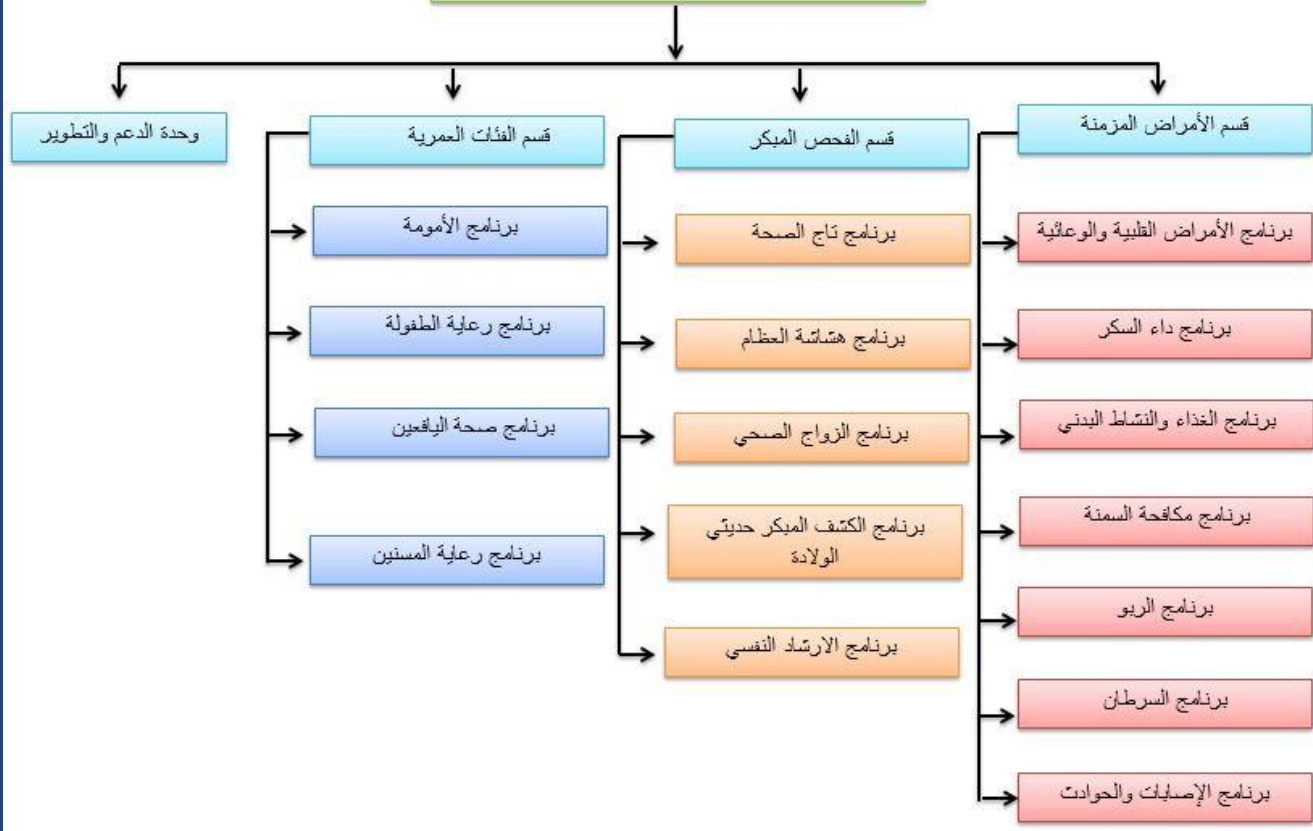 قسم الأمراض المزمنة
برنامج الأمراض القلبية والوعائية
برنامج داء السكر
برنامج الغذاء والنشاط البدني
برنامج مكافحة السمنة
برنامج الربو
برنامج السرطان
برنامج الإصابات والحوادث
قسم الفحص المبكر
برنامج تاج الصحة
برنامج هشاشة العظام
برنامج الزواج الصحي
برنامج الكشف المبكر حديثي
الولادة
برنامج الارشاد النفسي
قسم الفئات العمرية
برنامج الأمومة
برنامج رعاية الطفولة
برنامج صحة اليافعين
برنامج رعاية المسنين
وحدة الدعم والتطوير